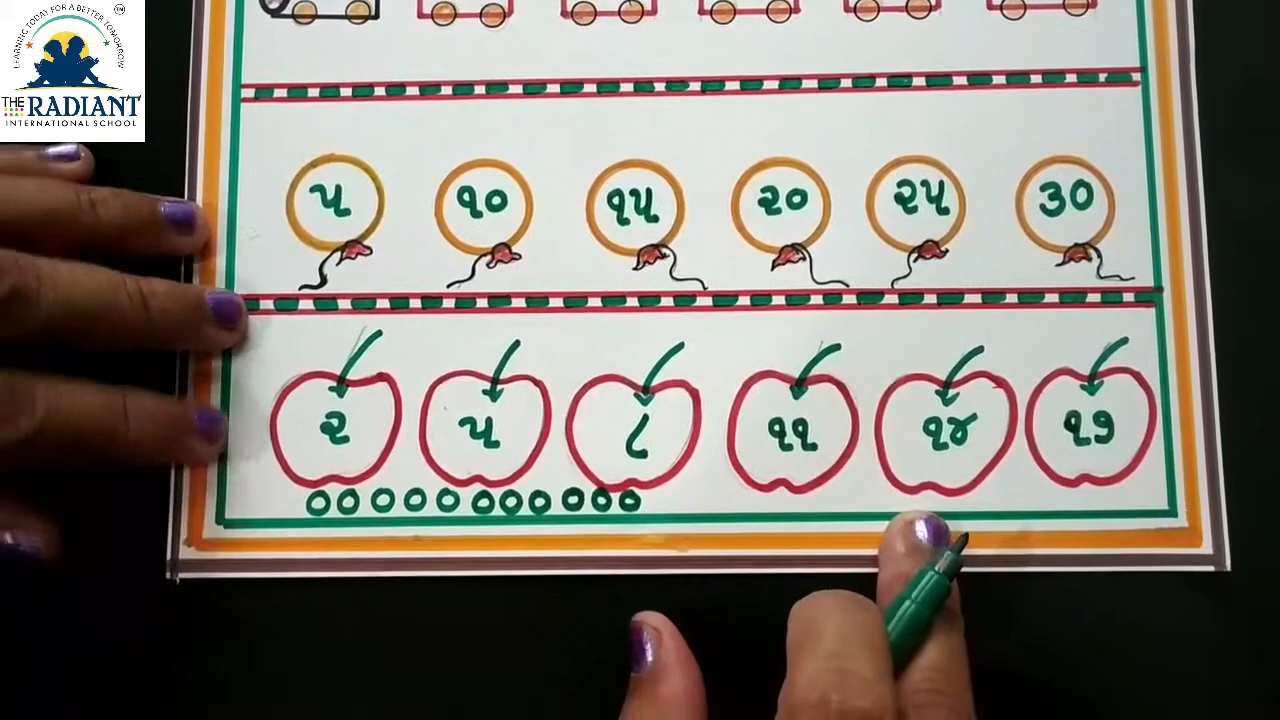 LEARNING TODAY FOR A BETTER TOMORROW
TM
THE RADIANT
INTERNATIONAL SCHOOL
૫ ૧૦ ૧૫ ૨૦ ૨૫ ૩૦
૨ ૫ ૮ ૧૧ ૧૪ ૧૭